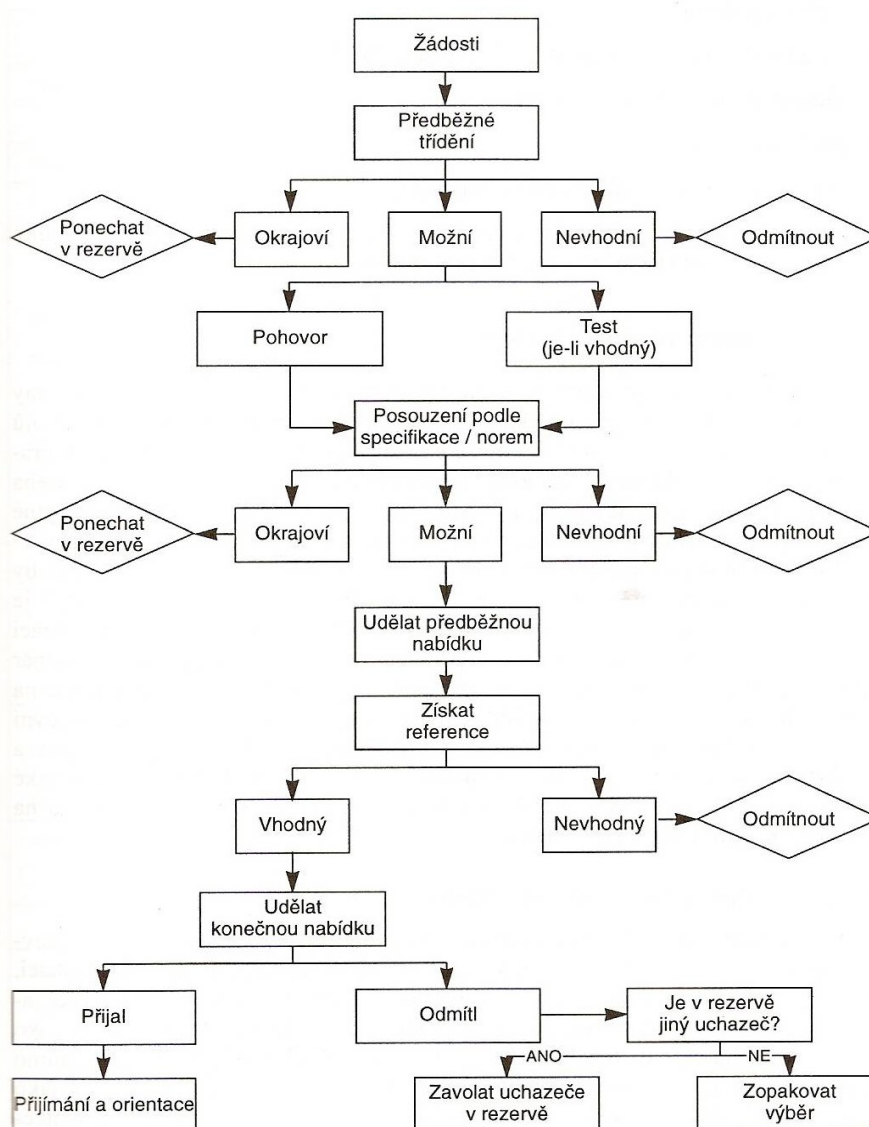 Žádosti
Předběžné
třídění
Ponechat
v rezervě
Okrajoví
Možní
Nevhodní
Odmítnout
Pohovor
Test
(je-li vhodný)
Posouzení podle
specifikace / norem
Ponechat
v rezervě
Okrajoví
Možní
Nevhodní
Odmítnout
Udělat předběžnou
nabídku
Získat
reference
Vhodný
Nevhodný
Odmítnout
Udělat
konečnou nabídku
Přijal
Odmítl
Je v rezervě
jiný uchazeč?
ANO
NE
Přijímání a orientace
Zavolat uchazeče
v rezervě
Zopakovat
výběr